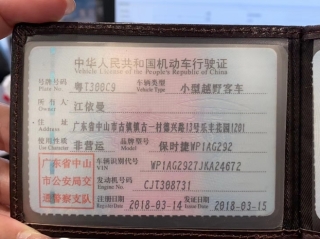 中华人民共和国机动车行驶证
Vehicle License of the People's Republic of China
号牌号码 粤T308C9 车辆类型 小型越野客车
Plate No. Vehicle Type
所有人 江依曼
Owner
住址 广东省中山市古镇镇古一村德兴路13号乐丰花园1Z01
Address
使用性质 非营运 品牌型号 保时捷WP1AG292
Use Character Model
广东省中山 车辆识别代号 WP1AG2927JKA24672
VIN
市公安局交 发动机号码 CJT308731
Engine No.
通警察支队 注册日期 2018-03-14 发证日期 2018-03-15
Register Date Issue Date